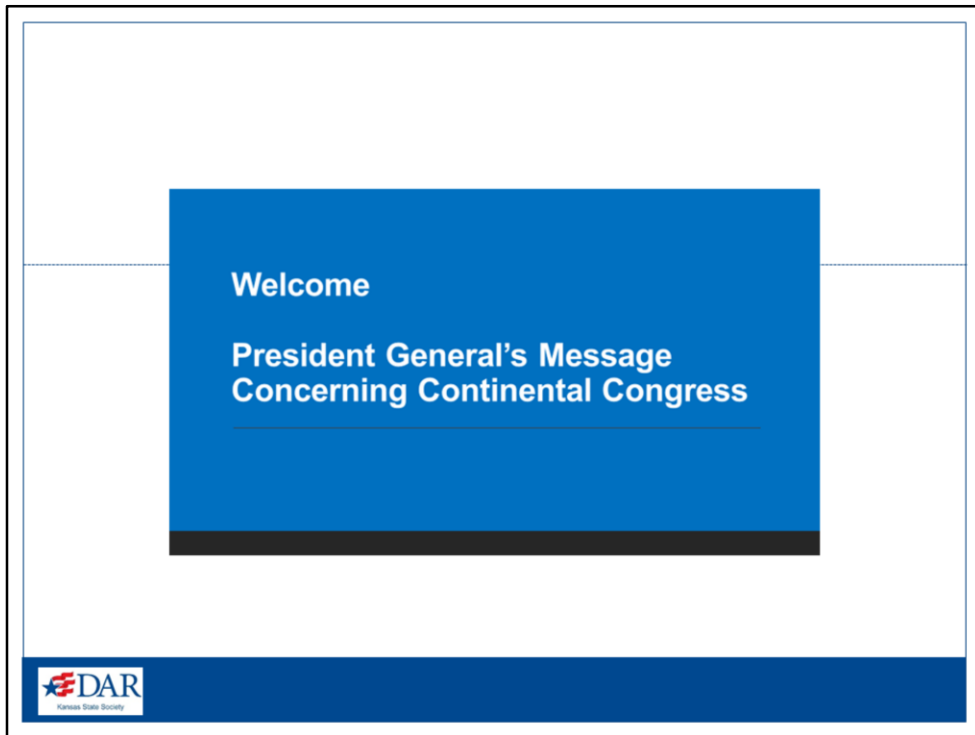 Welcome
President General’s Message
Concerning Continental Congress
DAR
Kansas State Society